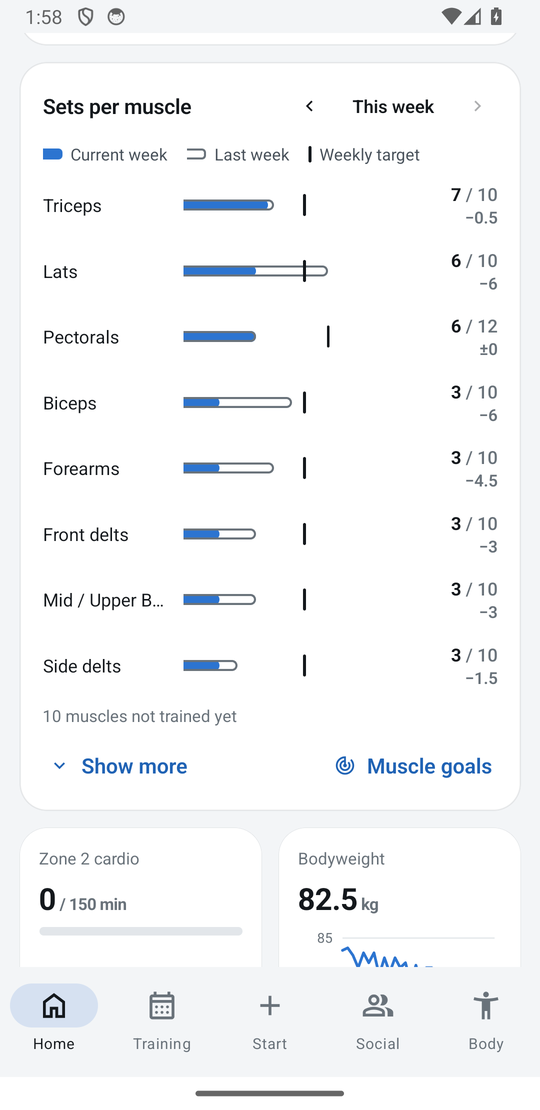 1:58
Sets per muscle
This week
Current week
Last week
Weekly target
Triceps
7 / 10
−0.5
Lats
6 / 10
−6
Pectorals
6 / 12
±0
Biceps
3 / 10
−6
Forearms
3 / 10
−4.5
Front delts
3 / 10
−3
Mid / Upper B...
3 / 10
−3
Side delts
3 / 10
−1.5
10 muscles not trained yet
Show more
Muscle goals
Zone 2 cardio
0 / 150 min
Bodyweight
82.5 kg
85
Home
Training
Start
Social
Body